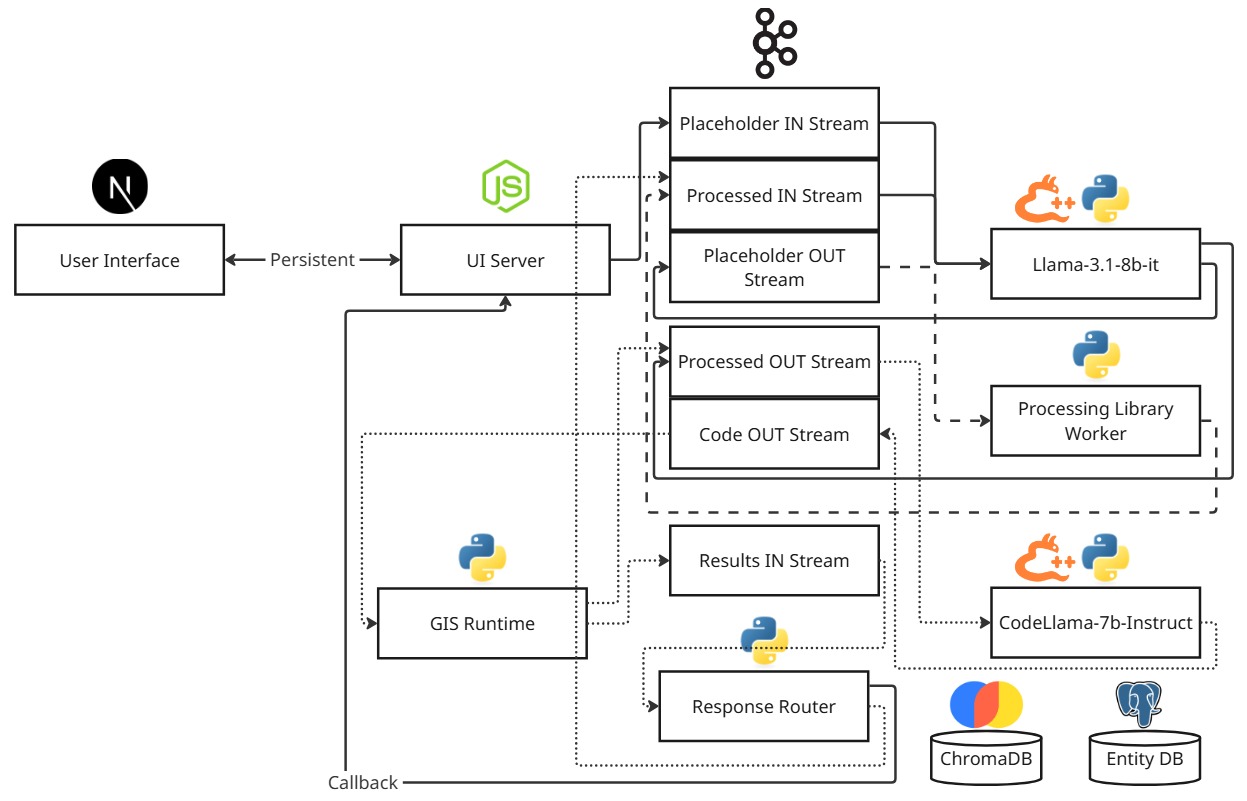 Placeholder IN Stream
N
JS
Processed IN Stream
++
User Interface
Persistent
UI Server
Placeholder OUT
Stream
Llama-3.1-8b-it
Processed OUT Stream
Processing Library
Worker
Code OUT Stream
Results IN Stream
++
GIS Runtime
CodeLlama-7b-Instruct
Response Router
ChromaDB
Entity DB
Callback